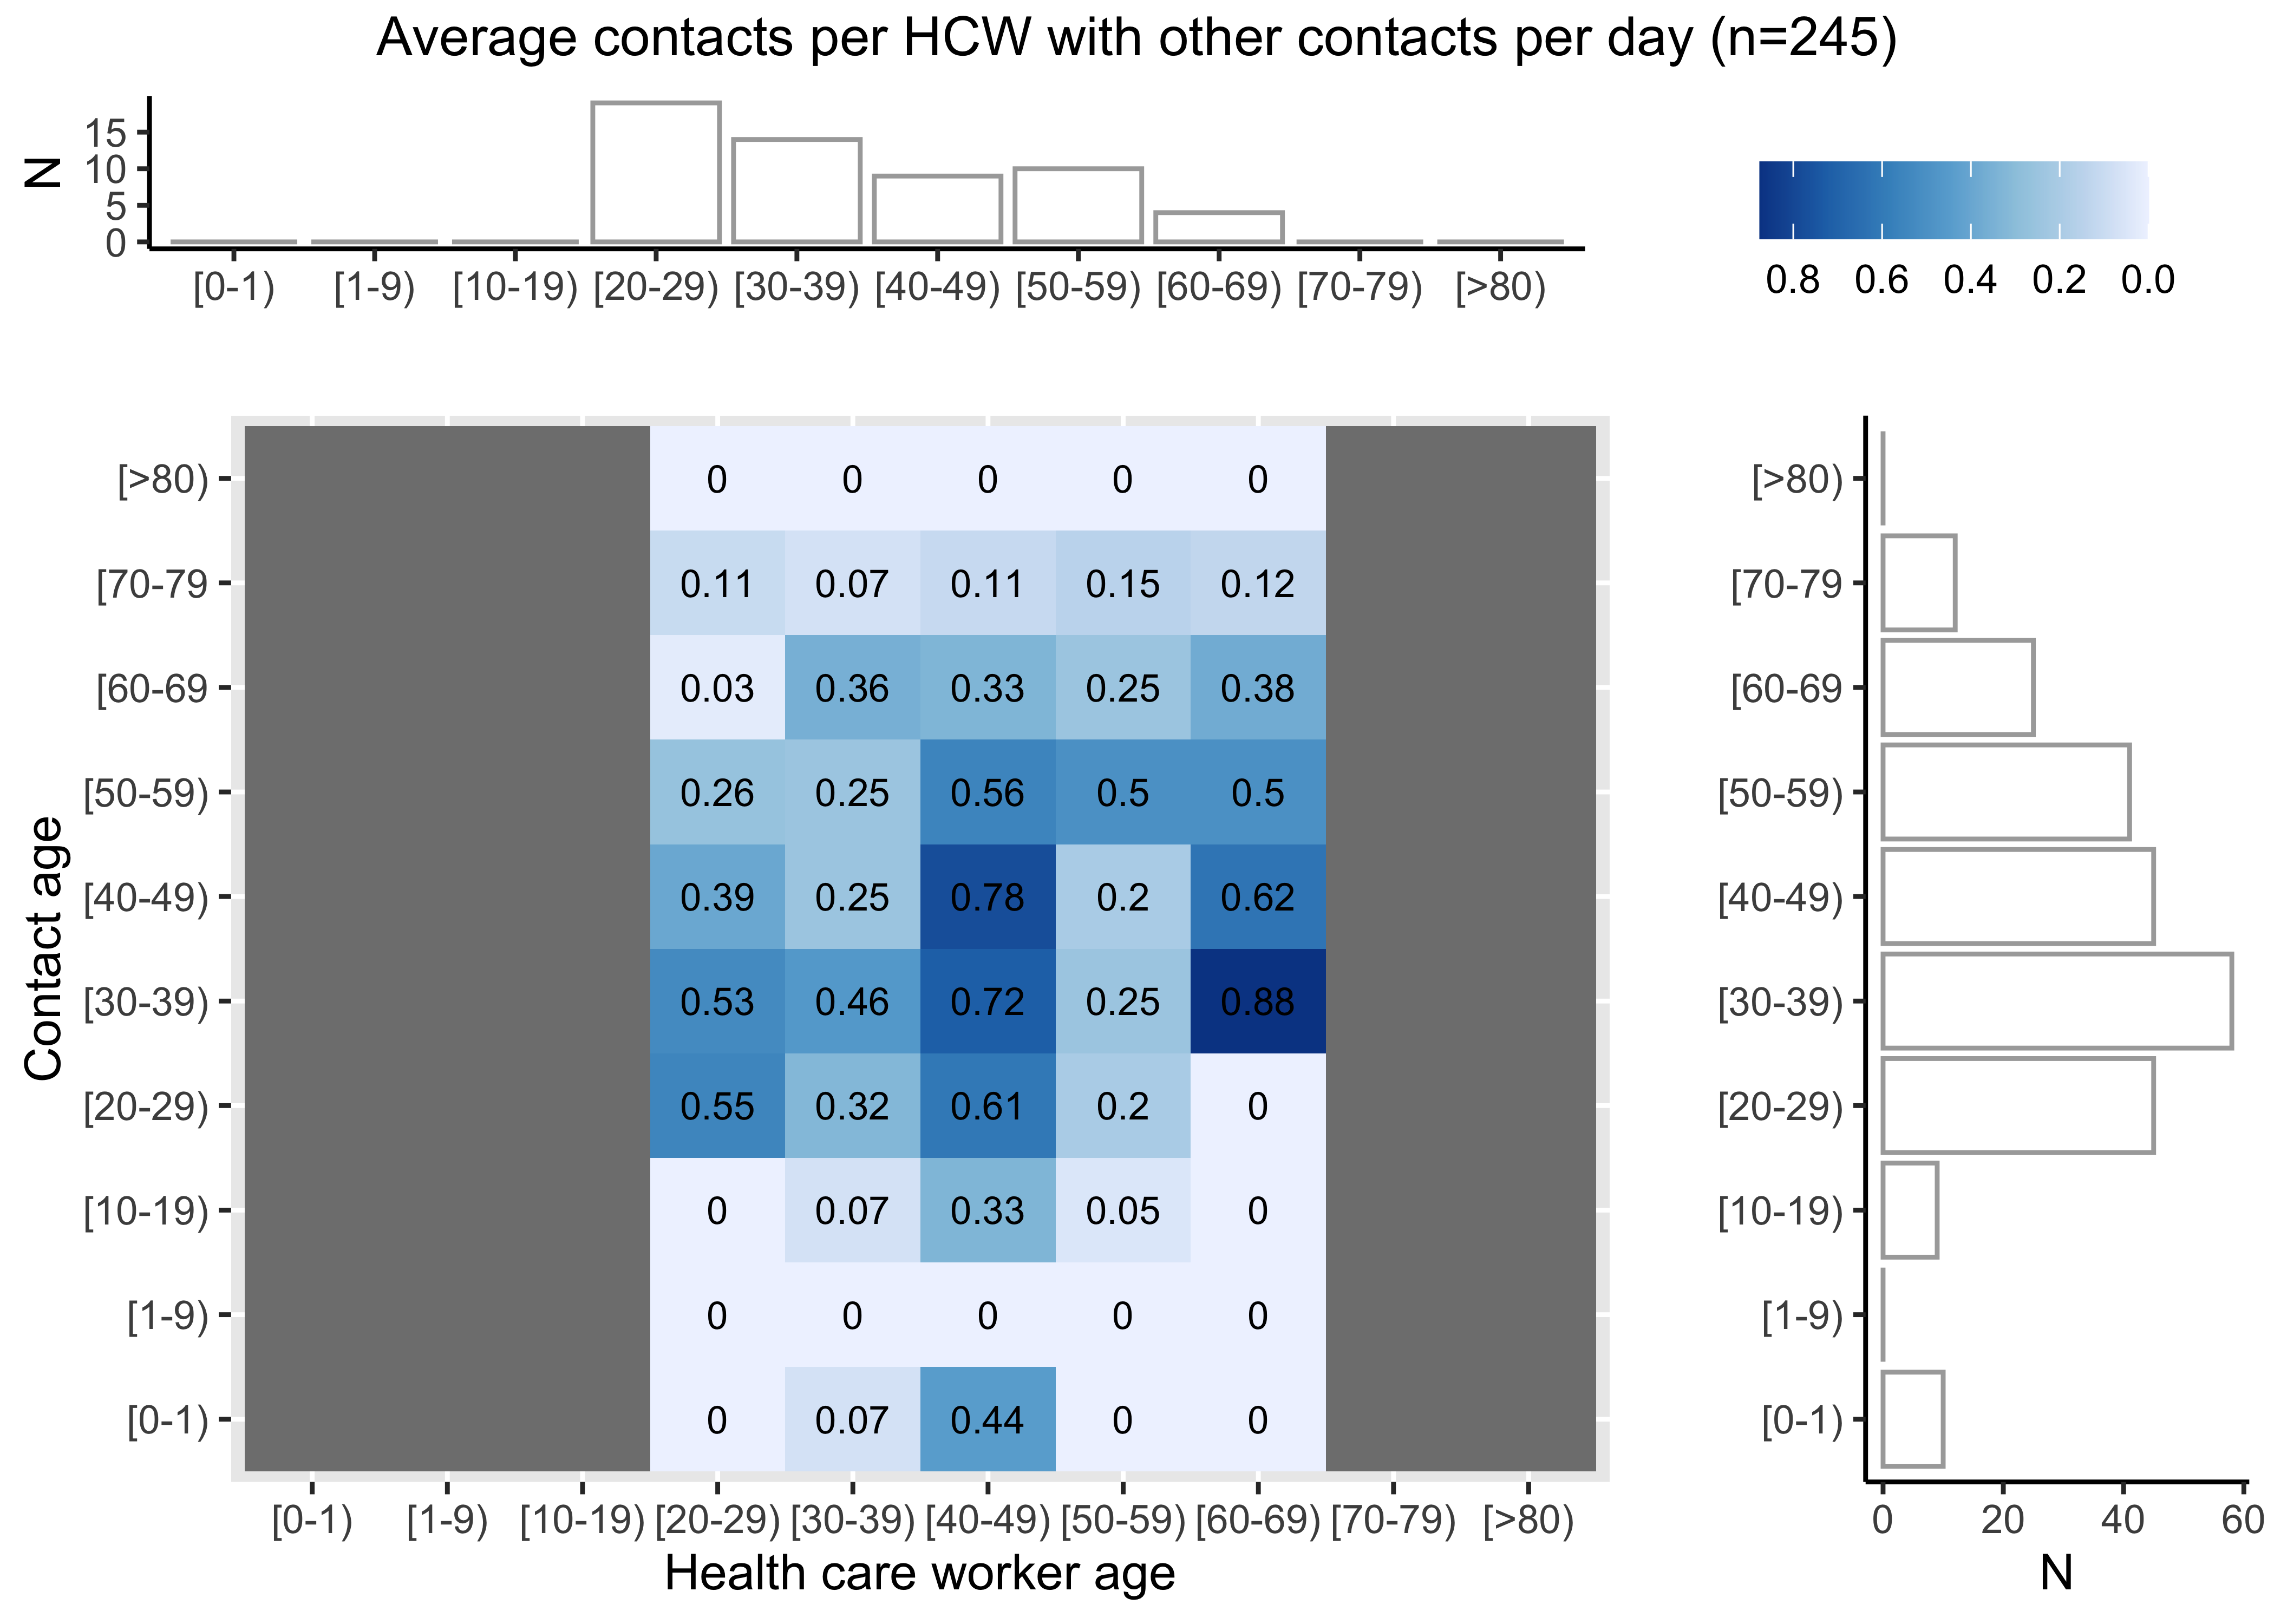 Average contacts per HCW with other contacts per day (n=245)
N
15
10
5
0
[0-1) [1-9) [10-19) [20-29) [30-39) [40-49) [50-59) [60-69) [70-79) [>80)
0.8 0.6 0.4 0.2 0.0
Contact age
[>80) 0 0 0 0 0
[70-79 0.11 0.07 0.11 0.15 0.12
[60-69 0.03 0.36 0.33 0.25 0.38
[50-59) 0.26 0.25 0.56 0.5 0.5
[40-49) 0.39 0.25 0.78 0.2 0.62
[30-39) 0.53 0.46 0.72 0.25 0.88
[20-29) 0.55 0.32 0.61 0.2 0
[10-19) 0 0.07 0.33 0.05 0
[1-9) 0 0 0 0 0
[0-1) 0 0.07 0.44 0 0
[0-1) [1-9) [10-19) [20-29) [30-39) [40-49) [50-59) [60-69) [70-79) [>80)
Health care worker age
[>80)
[70-79
[60-69
[50-59)
[40-49)
[30-39)
[20-29)
[10-19)
[1-9)
[0-1)
0 20 40 60
N